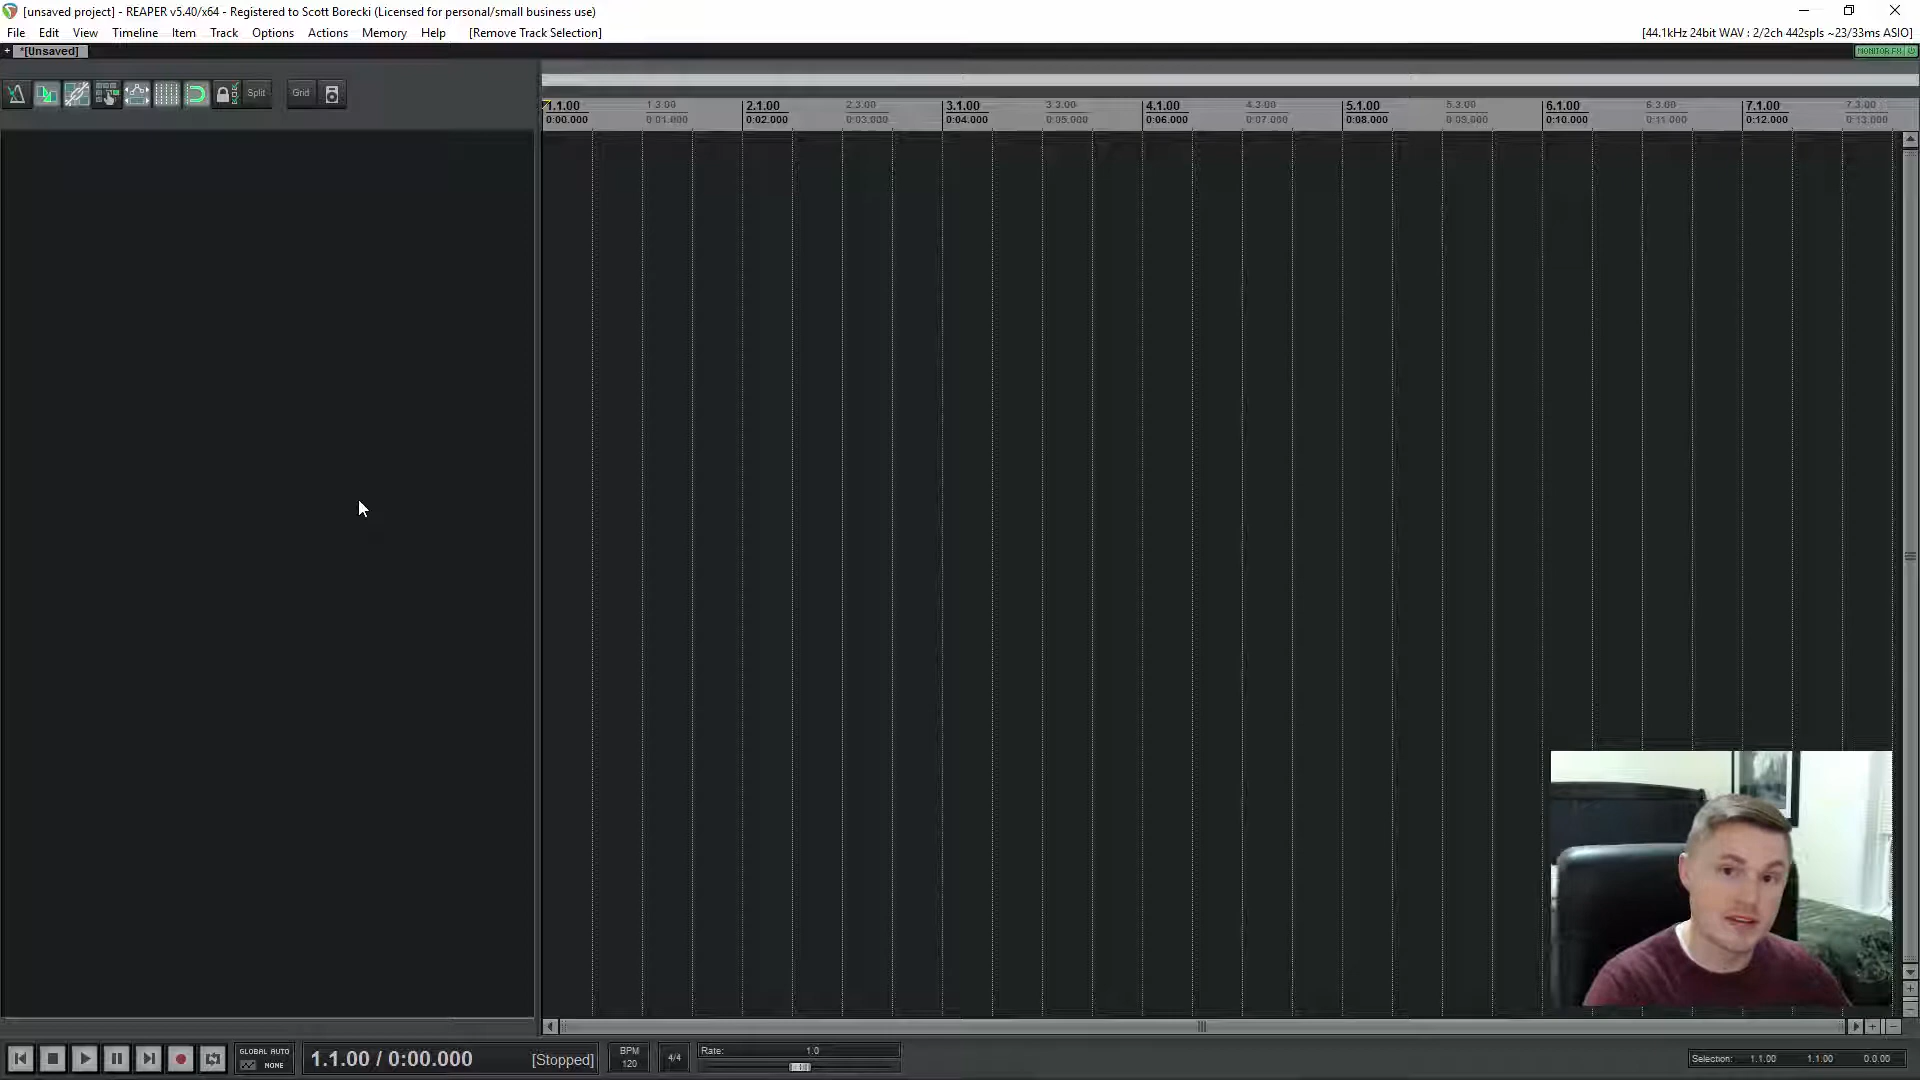 [unsaved project] - REAPER v5.40/x64 - Registered to Scott Borecki (Licensed for personal/small business use)
File Edit View Timeline Item Track Options Actions Memory Help [Remove Track Selection] [44.1kHz 24bit WAV : 2/2ch 442spls ~23/33ms ASIO]
+ *[Unsaved] MONITOR FX
Split Grid
1.1.00 1.3.00 2.1.00 2.3.00 3.1.00 3.3.00 4.1.00 4.3.00 5.1.00 5.3.00 6.1.00 6.3.00 7.1.00 7.3.00
0:00.000 0:01.000 0:02.000 0:03.000 0:04.000 0:05.000 0:06.000 0:07.000 0:08.000 0:09.000 0:10.000 0:11.000 0:12.000 0:13.000
GLOBAL AUTO
NONE
1.1.00 / 0:00.000 [Stopped]
BPM
120
4/4
Rate: 1.0
Selection: 1.1.00 1.1.00 0.0.00